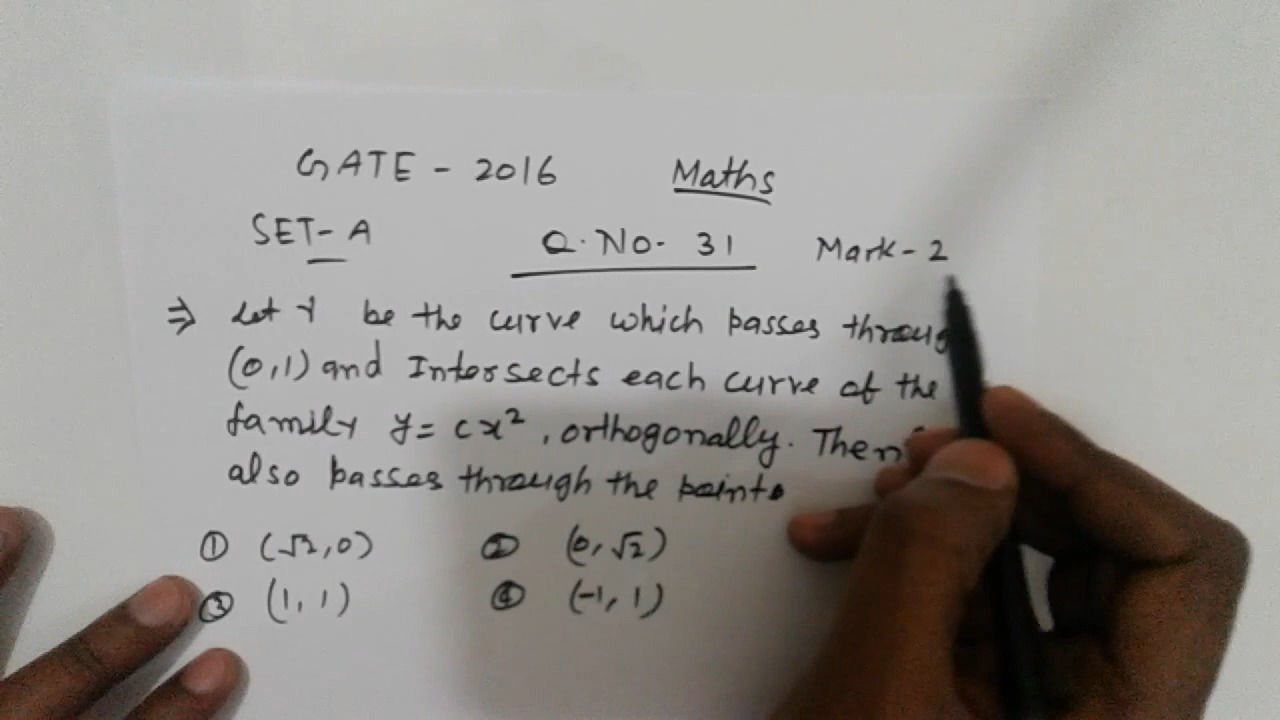 GATE - 2016 Maths
SET-A Q.No- 31 Mark-2
⇒ Let γ be the curve which passes throug
(0,1) and Intersects each curve of the
family y = cx², orthogonally. Then
also passes through the points
① (√2,0) ② (0,√2)
③ (1,1) ④ (-1,1)